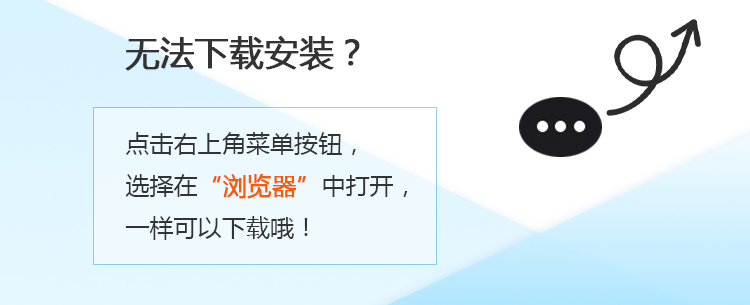 无法下载安装？
点击右上角菜单按钮，
选择在“浏览器”中打开，
一样可以下载哦！